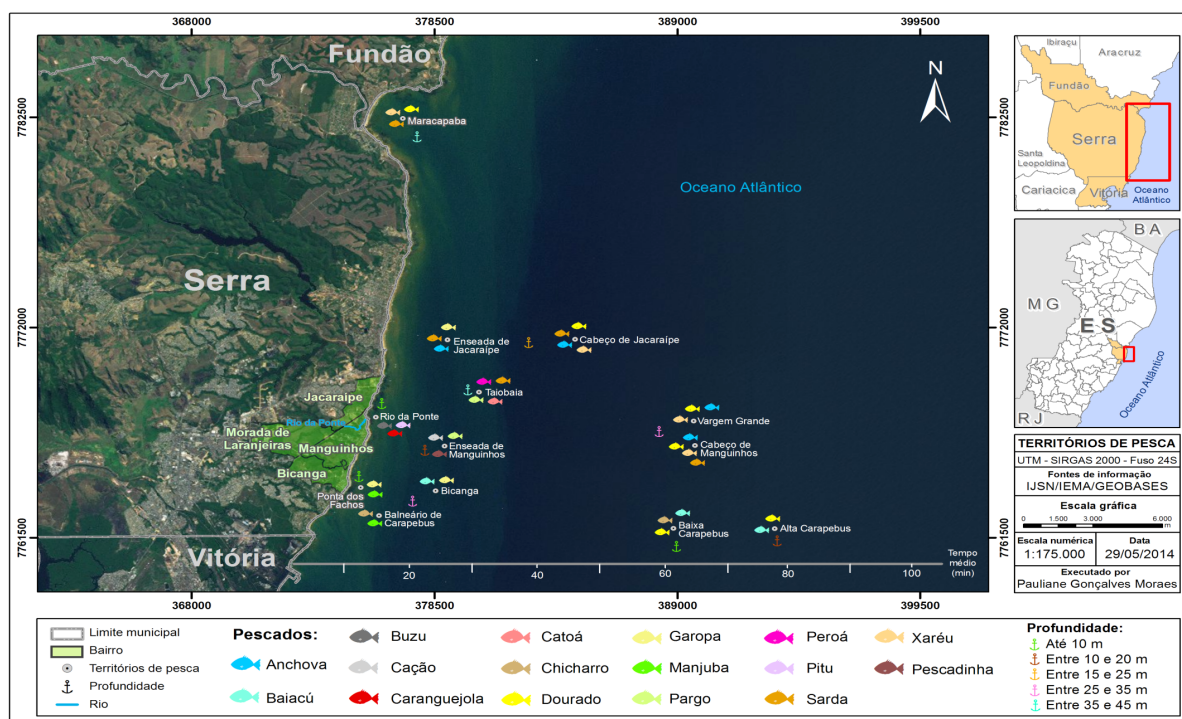 368000
378500
389000
399500
7782500
7772000
7761500
7782500
7772000
7761500
368000
378500
389000
399500
Fundão
Serra
Vitória
N
Oceano Atlântico
Maracapaba
Enseada de
Jacaraípe
Cabeço de Jacaraípe
Taiobaia
Jacaraipe
Rio da Ponte
Rio da Ponte
Morada de
Laranjeiras
Manguinhos
Bicanga
Enseada de
Manguinhos
Vargem Grande
Cabeço de
Manguinhos
Bicanga
Ponta dos
Fachos
Balneário de
Carapebus
Baixa
Carapebus
Alta Carapebus
20
40
60
80
100
Tempo
médio
(min)
Ibiraçu
Aracruz
Fundão
Serra
Santa
Leopoldina
Cariacica
Vitória
Oceano
Atlântico
BA
MG
ES
RJ
Oceano Atlântico
TERRITÓRIOS DE PESCA
UTM - SIRGAS 2000 - Fuso 24S
Fontes de informação
IJSN/IEMA/GEOBASES
Escala gráfica
0 1.500 3.000 6.000
m
Escala numérica
1:175.000
Data
29/05/2014
Executado por
Pauliane Gonçalves Moraes
Limite municipal
Bairro
Territórios de pesca
Profundidade
Rio
Pescados:
Anchova
Baiacú
Buzu
Cação
Caranguejola
Catoá
Chicharro
Dourado
Garopa
Manjuba
Pargo
Peroá
Pitu
Sarda
Xaréu
Pescadinha
Profundidade:
Até 10 m
Entre 10 e 20 m
Entre 15 e 25 m
Entre 25 e 35 m
Entre 35 e 45 m